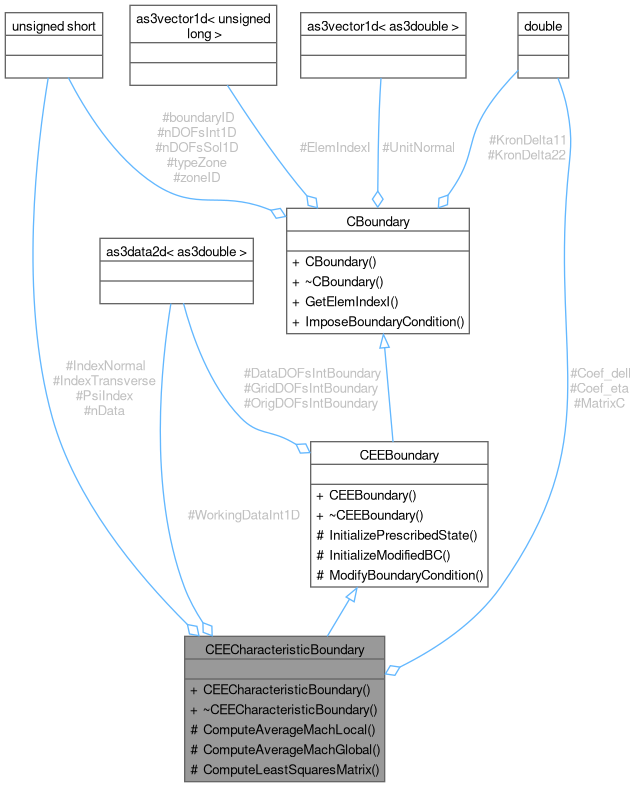 unsigned short
as3vector1d< unsigned
long >
as3vector1d< as3double >
double
#boundaryID
#nDOFsInt1D
#nDOFsSol1D
#typeZone
#zoneID
#ElemIndexI
#UnitNormal
#KronDelta11
#KronDelta22
CBoundary
+ CBoundary()
+ ~CBoundary()
+ GetElemIndexI()
+ ImposeBoundaryCondition()
as3data2d< as3double >
#IndexNormal
#IndexTransverse
#PsiIndex
#nData
#DataDOFsIntBoundary
#GridDOFsIntBoundary
#OrigDOFsIntBoundary
#Coef_dell
#Coef_eta
#MatrixC
CEEBoundary
+ CEEBoundary()
+ ~CEEBoundary()
# InitializePrescribedState()
# InitializeModifiedBC()
# ModifyBoundaryCondition()
#WorkingDataInt1D
CEECharacteristicBoundary
+ CEECharacteristicBoundary()
+ ~CEECharacteristicBoundary()
# ComputeAverageMachLocal()
# ComputeAverageMachGlobal()
# ComputeLeastSquaresMatrix()